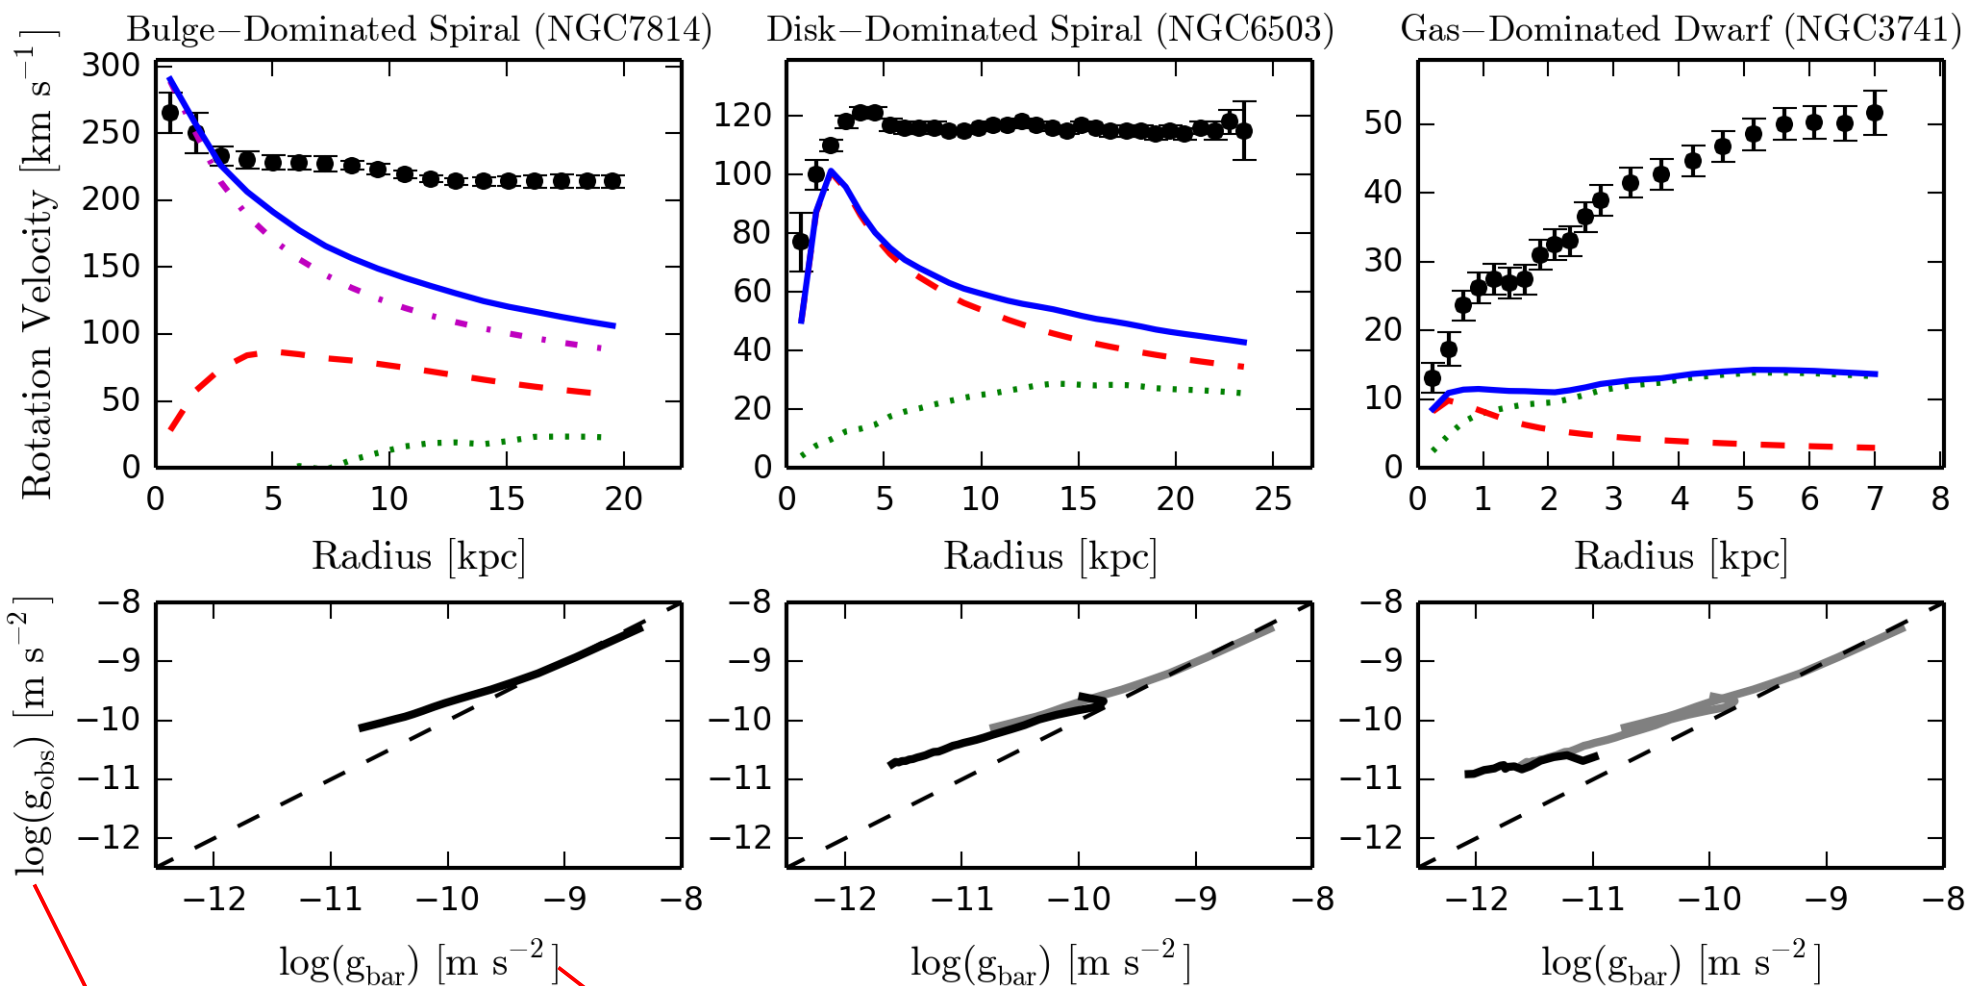 Bulge−Dominated Spiral (NGC7814)
Disk−Dominated Spiral (NGC6503)
Gas−Dominated Dwarf (NGC3741)
Rotation Velocity [km s−1]
300
250
200
150
100
50
0
0 5 10 15 20
Radius [kpc]
120
100
80
60
40
20
0
0 5 10 15 20 25
Radius [kpc]
50
40
30
20
10
0
0 1 2 3 4 5 6 7 8
Radius [kpc]
log(gobs) [m s−2]
−8
−9
−10
−11
−12
−12 −11 −10 −9 −8
log(gbar) [m s−2]
−8
−9
−10
−11
−12
−12 −11 −10 −9 −8
log(gbar) [m s−2]
−8
−9
−10
−11
−12
−12 −11 −10 −9 −8
log(gbar) [m s−2]